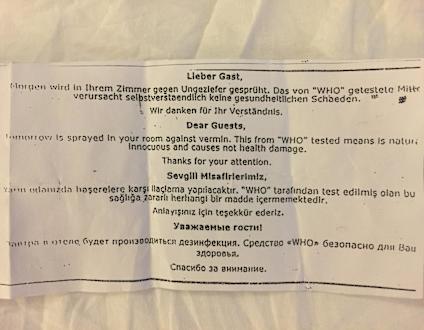 Lieber Gast,
Morgen wird in Ihrem Zimmer gegen Ungeziefer gesprüht. Das von "WHO" getestete Mitte
verursacht selbstverstaendlich keine gesundheitlichen Schaeden.
Wir danken für Ihr Verständnis.
Dear Guests,
Tomorrow is sprayed in your room against vermin. This from "WHO" tested means is natura
innocuous and causes not health damage.
Thanks for your attention.
Sevgili Misafirlerimiz,
Yarın odanızda haşerelere karşı ilaçlama yapılacaktır. "WHO" tarafından test edilmiş olan bu
sağlığa zararlı herhangi bir madde içermemektedir.
Anlayışınız için teşekkür ederiz.
Уважаемые гости!
Завтра в отеле будет производиться дезинфекция. Средство «WHO» безопасно для Ваш
здоровья.
Спасибо за внимание.